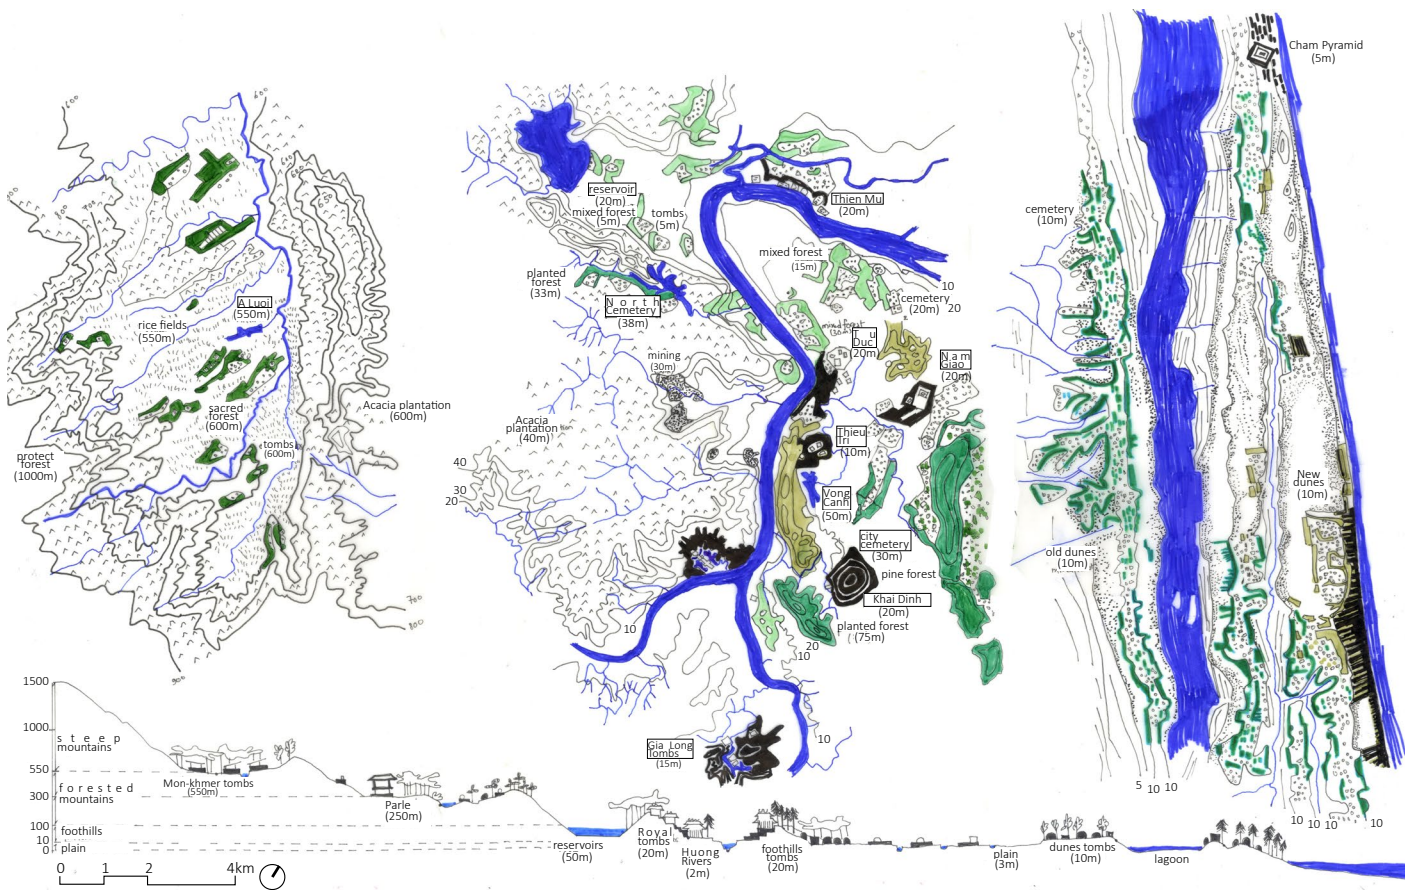 600
600
600
650
600
700
800
A Luoi
(550m)
rice fields
(550m)
sacred
forest
(600m)
tombs
(600m)
Acacia plantation
(600m)
protect
forest
(1000m)
700
800
900
reservoir
(20m)
mixed forest
(5m)
tombs
(5m)
planted
forest
(33m)
North
Cemetery
(38m)
Thien Mu
(20m)
mixed forest
(15m)
10
20
cemetery
(20m)
mixed forest
Tu
Duc
(20m)
Nam
Giao
(20m)
mining
(30m)
Acacia
plantation
(40m)
40
30
20
Thieu
Tri
(10m)
Vong
Canh
(50m)
city
cemetery
(30m)
pine forest
Khai Dinh
(20m)
planted forest
(75m)
10
20
10
10
Gia Long
Tombs
(15m)
Cham Pyramid
(5m)
cemetery
(10m)
New
dunes
(10m)
old dunes
(10m)
5 10 10
10 10 10
10
1500
1000
550
300
100
10
0
steep
mountains
forested
mountains
foothills
plain
Mon-khmer tombs
(550m)
Parle
(250m)
reservoirs
(50m)
Royal
tombs
(20m)
Huong
Rivers
(2m)
foothills
tombs
(20m)
plain
(3m)
dunes tombs
(10m)
lagoon
0 1 2 4km